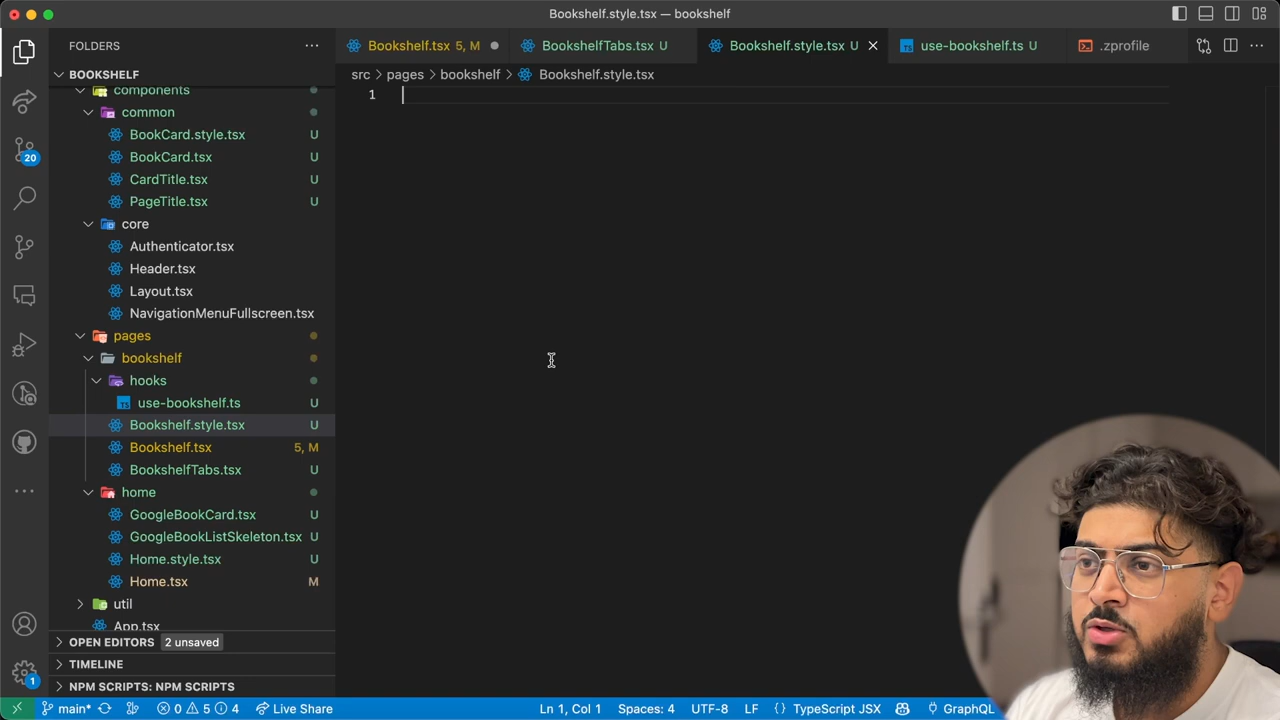 Bookshelf.style.tsx — bookshelf
FOLDERS
Bookshelf.tsx 5, M
BookshelfTabs.tsx U
Bookshelf.style.tsx U
use-bookshelf.ts U
.zprofile
BOOKSHELF
src > pages > bookshelf > Bookshelf.style.tsx
1
components
common
BookCard.style.tsx U
BookCard.tsx U
CardTitle.tsx U
PageTitle.tsx U
core
Authenticator.tsx
Header.tsx
Layout.tsx
NavigationMenuFullscreen.tsx
pages
bookshelf
hooks
use-bookshelf.ts U
Bookshelf.style.tsx U
Bookshelf.tsx 5, M
BookshelfTabs.tsx U
home
GoogleBookCard.tsx U
GoogleBookListSkeleton.tsx U
Home.style.tsx U
Home.tsx M
util
App.tsx
OPEN EDITORS 2 unsaved
TIMELINE
NPM SCRIPTS: NPM SCRIPTS
20
1
main* 0 5 4 Live Share Ln 1, Col 1 Spaces: 4 UTF-8 LF {} TypeScript JSX GraphQL